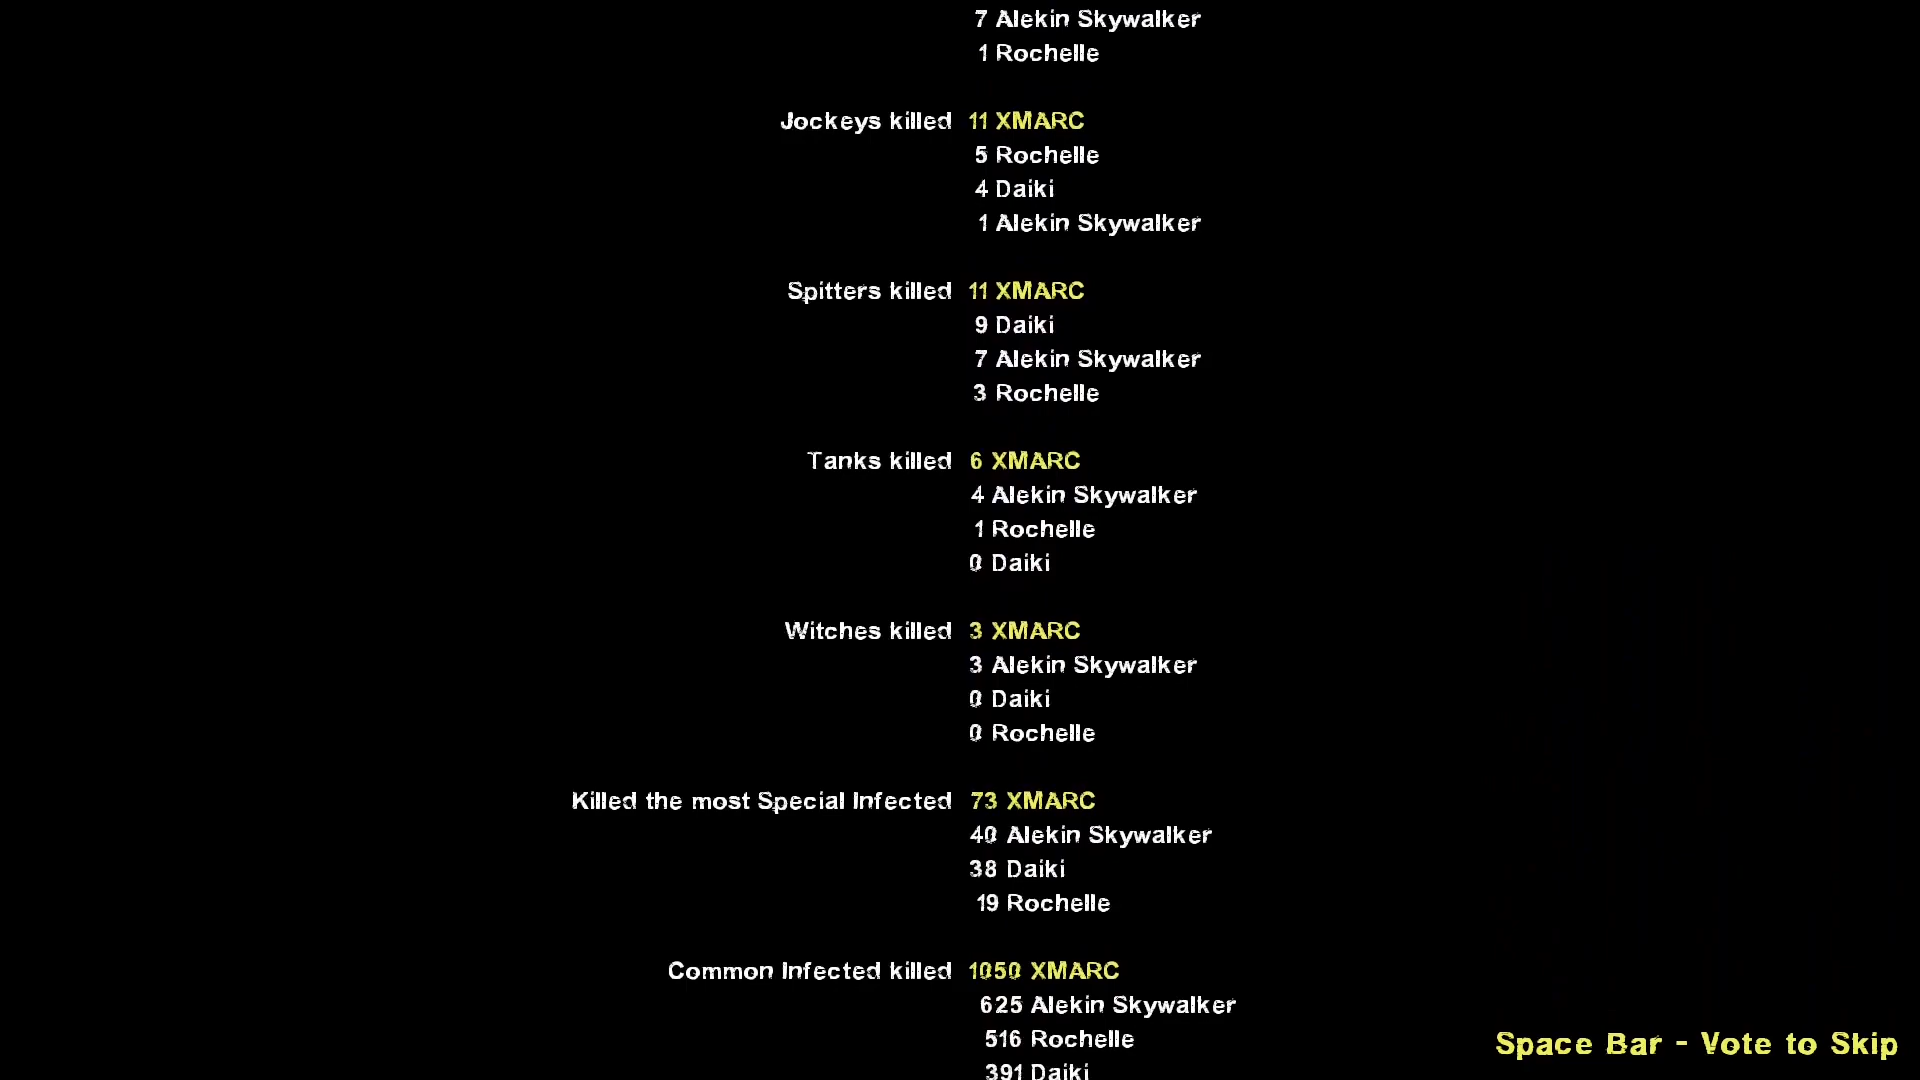 7 Alekin Skywalker
1 Rochelle
Jockeys killed 11 XMARC
5 Rochelle
4 Daiki
1 Alekin Skywalker
Spitters killed 11 XMARC
9 Daiki
7 Alekin Skywalker
3 Rochelle
Tanks killed 6 XMARC
4 Alekin Skywalker
1 Rochelle
0 Daiki
Witches killed 3 XMARC
3 Alekin Skywalker
0 Daiki
0 Rochelle
Killed the most Special Infected 73 XMARC
40 Alekin Skywalker
38 Daiki
19 Rochelle
Common Infected killed 1050 XMARC
625 Alekin Skywalker
516 Rochelle
391 Daiki
Space Bar - Vote to Skip